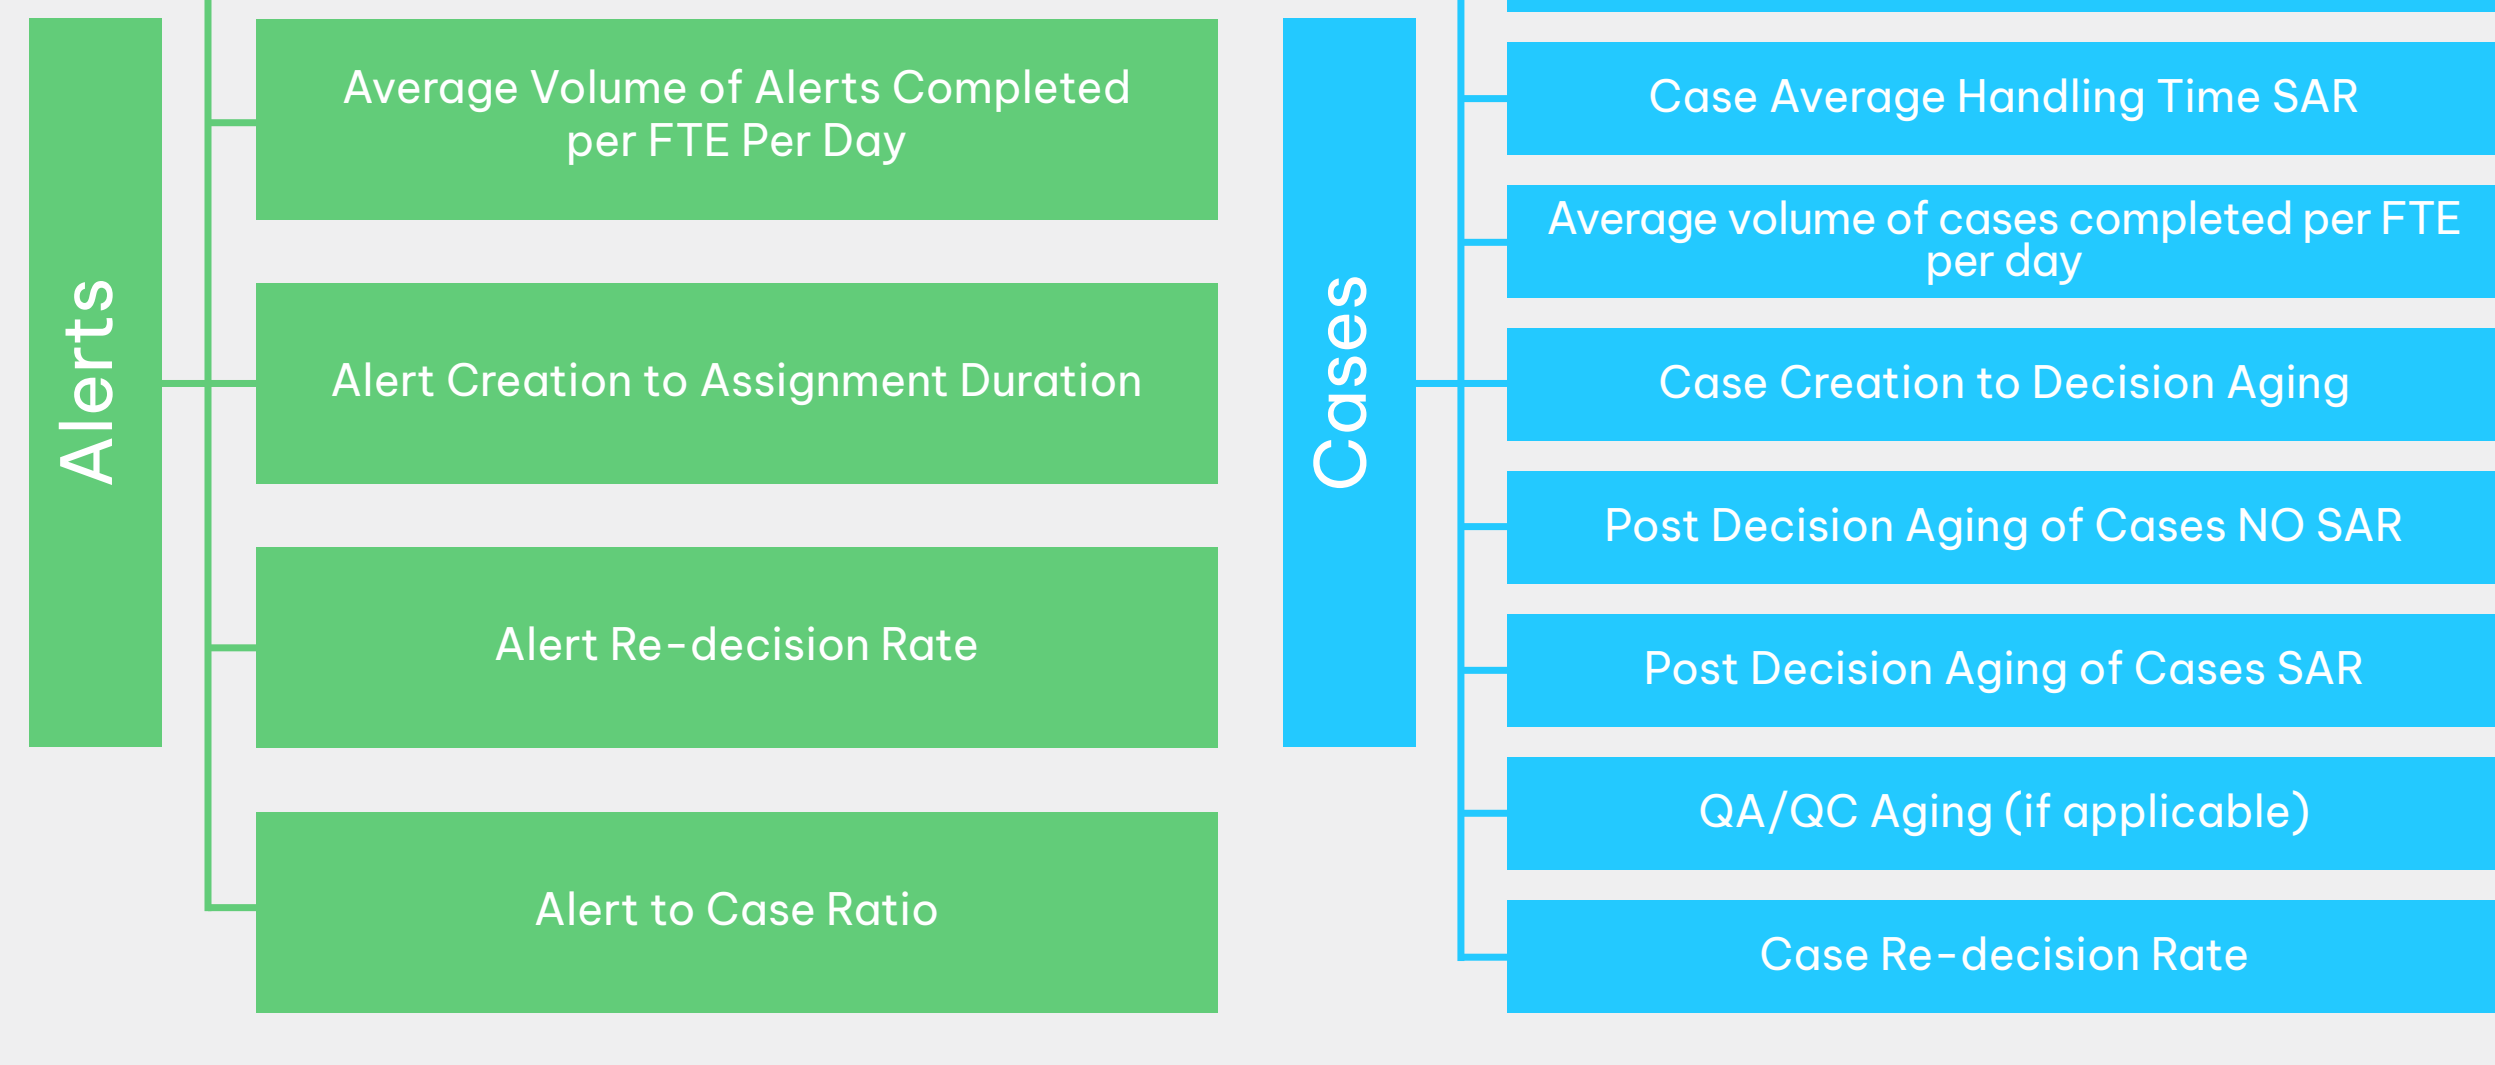 Alerts
Average Volume of Alerts Completed
per FTE Per Day
Alert Creation to Assignment Duration
Alert Re-decision Rate
Alert to Case Ratio
Cases
Case Average Handling Time SAR
Average volume of cases completed per FTE
per day
Case Creation to Decision Aging
Post Decision Aging of Cases NO SAR
Post Decision Aging of Cases SAR
QA/QC Aging (if applicable)
Case Re-decision Rate